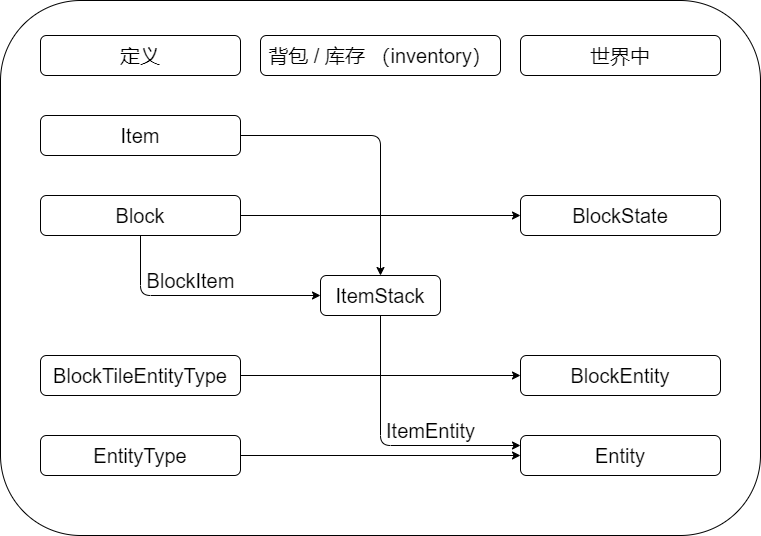 定义
背包 / 库存 （inventory）
世界中
Item
Block
BlockState
BlockItem
ItemStack
BlockTileEntityType
BlockEntity
ItemEntity
EntityType
Entity